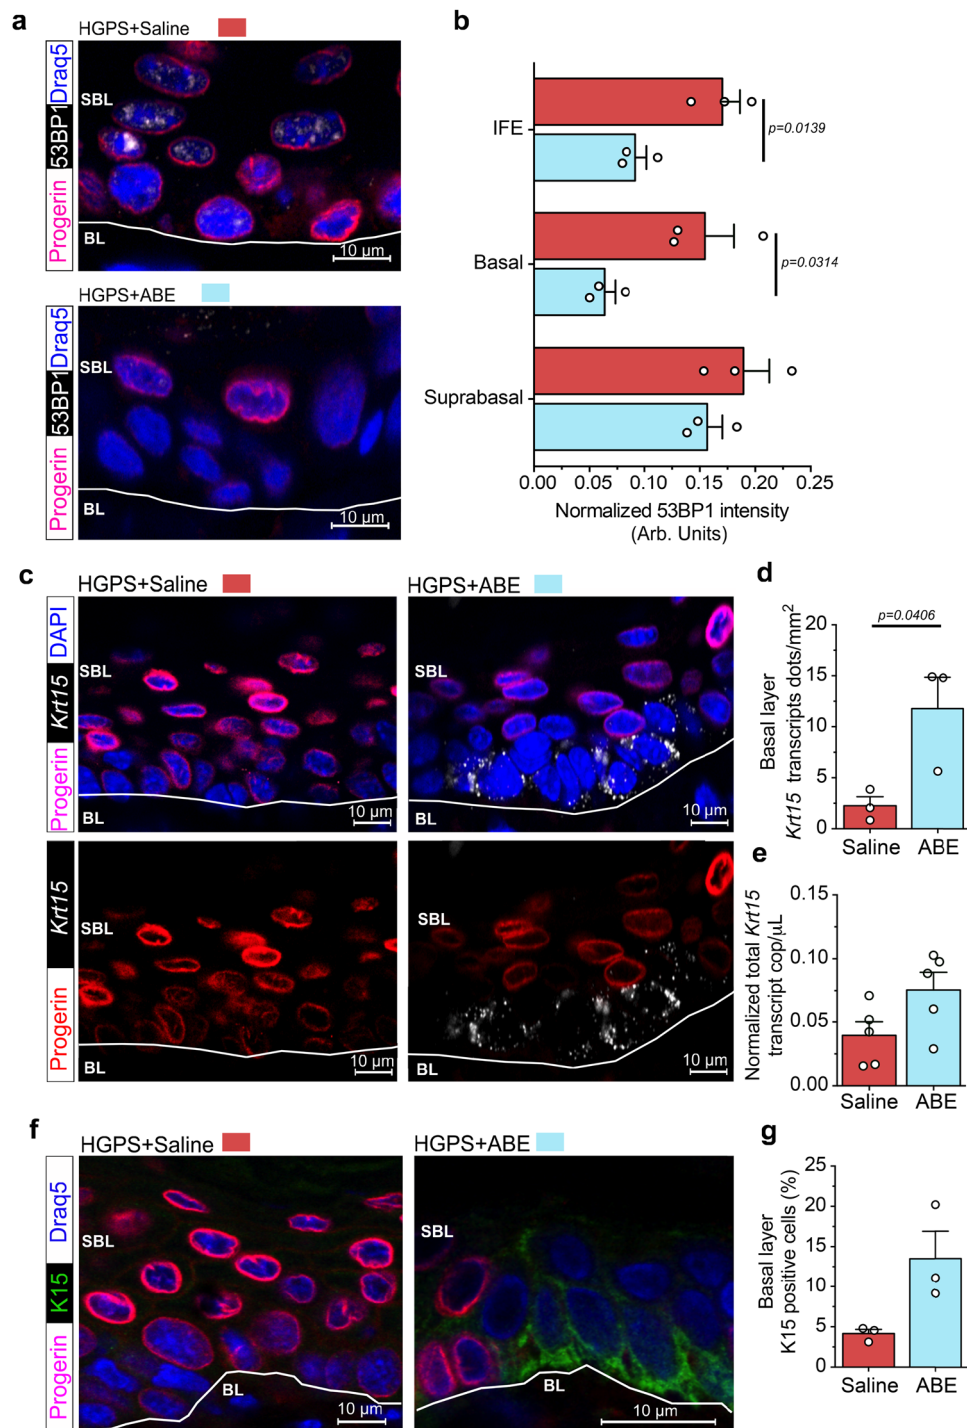 a
HGPS+Saline
Progerin 53BP1 Draq5
SBL
BL
10 µm
HGPS+ABE
Progerin 53BP1 Draq5
SBL
BL
10 µm
b
IFE
Basal
Suprabasal
p=0.0139
p=0.0314
0.00 0.05 0.10 0.15 0.20 0.25
Normalized 53BP1 intensity
(Arb. Units)
c
HGPS+Saline
HGPS+ABE
Progerin Krt15 DAPI
SBL
BL
10 µm
SBL
BL
10 µm
Progerin Krt15
SBL
BL
10 µm
SBL
BL
10 µm
d
Basal layer
Krt15 transcripts dots/mm²
20
15
10
5
0
p=0.0406
Saline ABE
e
Normalized total Krt15
transcript cop/µL
0.15
0.10
0.05
0.00
Saline ABE
f
HGPS+Saline
HGPS+ABE
Progerin K15 Draq5
SBL
BL
10 µm
SBL
BL
10 µm
g
Basal layer
K15 positive cells (%)
25
20
15
10
5
0
Saline ABE